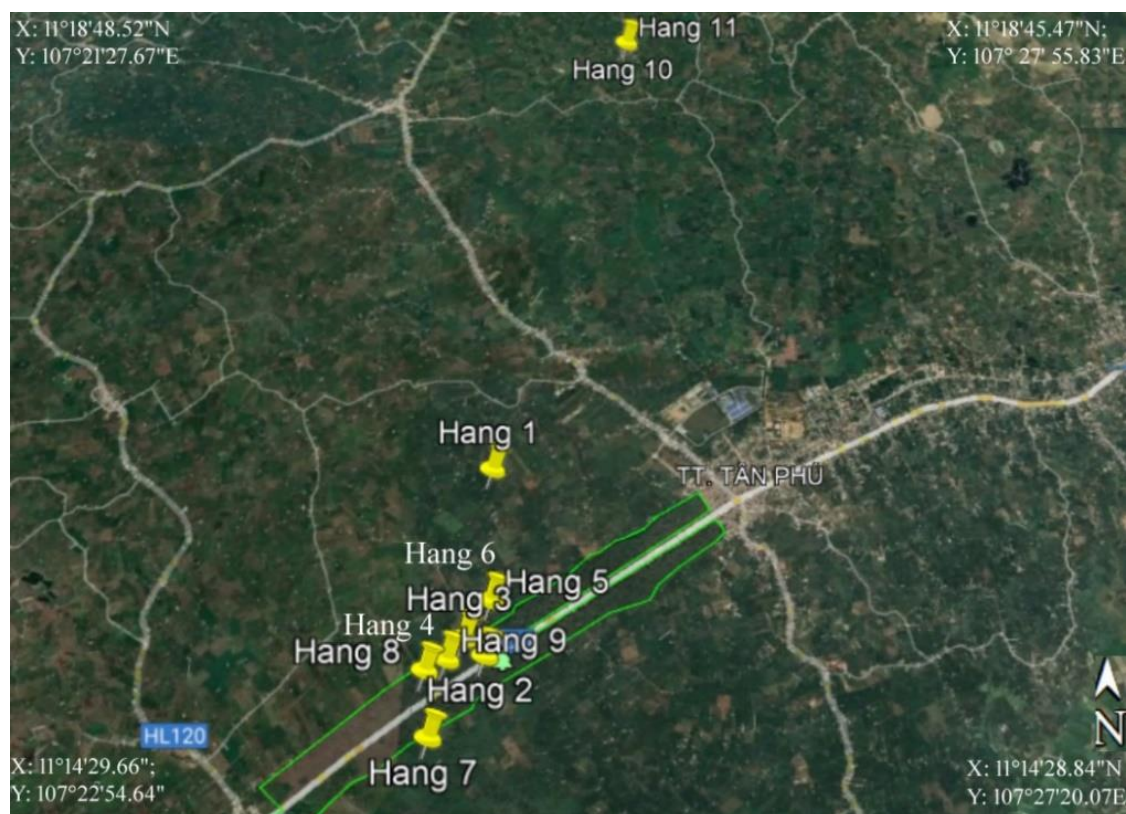 X: 11°18'48.52"N
Y: 107°21'27.67"E
Hang 11
Hang 10
X: 11°18'45.47"N;
Y: 107° 27' 55.83"E
Hang 1
TT. TÂN PHÚ
Hang 6
Hang 5
Hang 3
Hang 4
Hang 9
Hang 8
Hang 2
HL120
Hang 7
N
X: 11°14'29.66";
Y: 107°22'54.64"
X: 11°14'28.84"N
Y: 107°27'20.07E